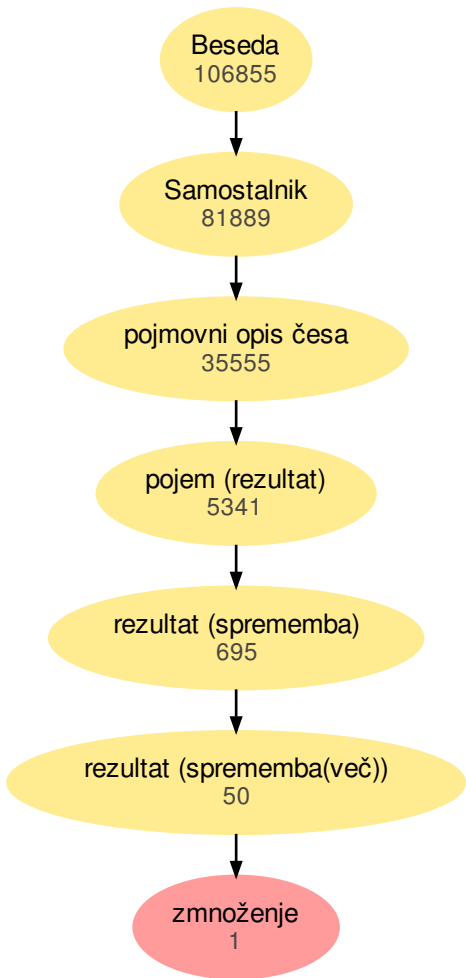 Beseda
106855
Samostalnik
81889
pojmovni opis česa
35555
pojem (rezultat)
5341
rezultat (sprememba)
695
rezultat (sprememba(več))
50
zmnoženje
1